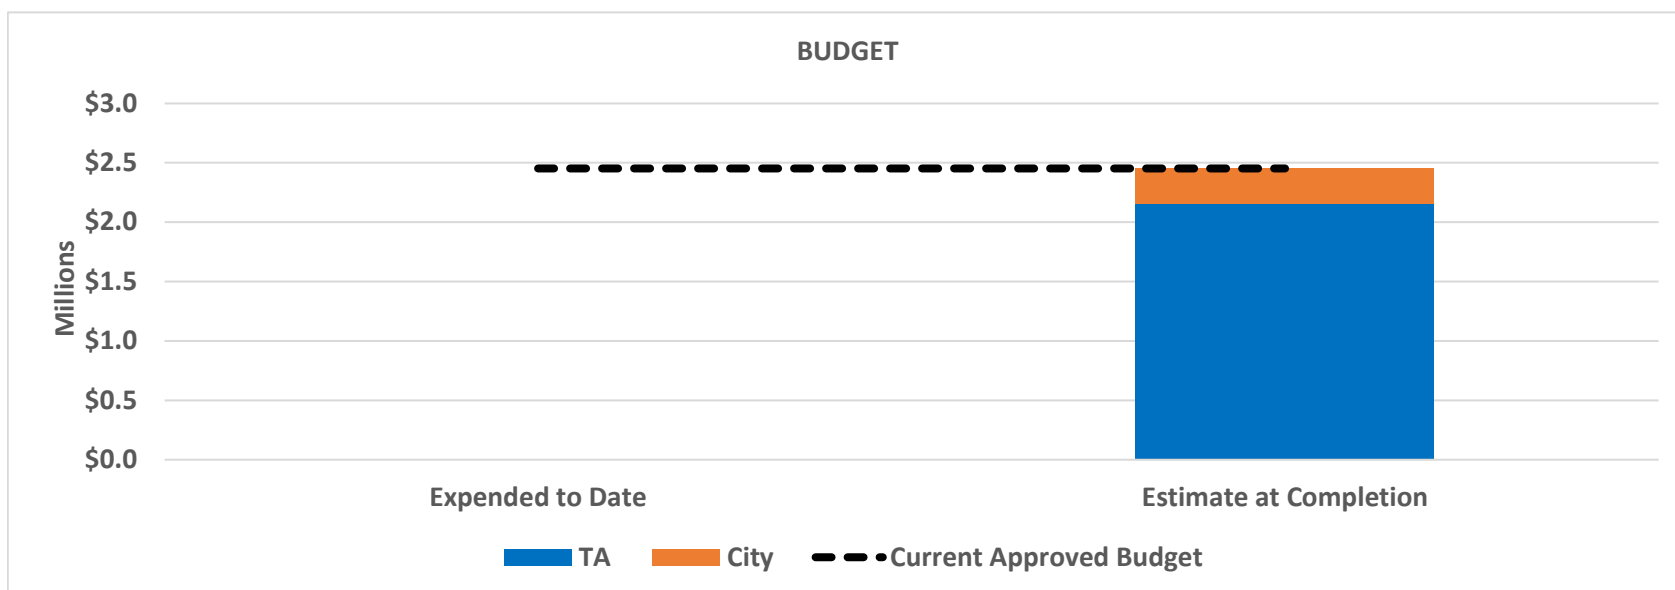 BUDGET
$3.0
$2.5
$2.0
$1.5
$1.0
$0.5
$0.0
Millions
Expended to Date
Estimate at Completion
TA
City
Current Approved Budget